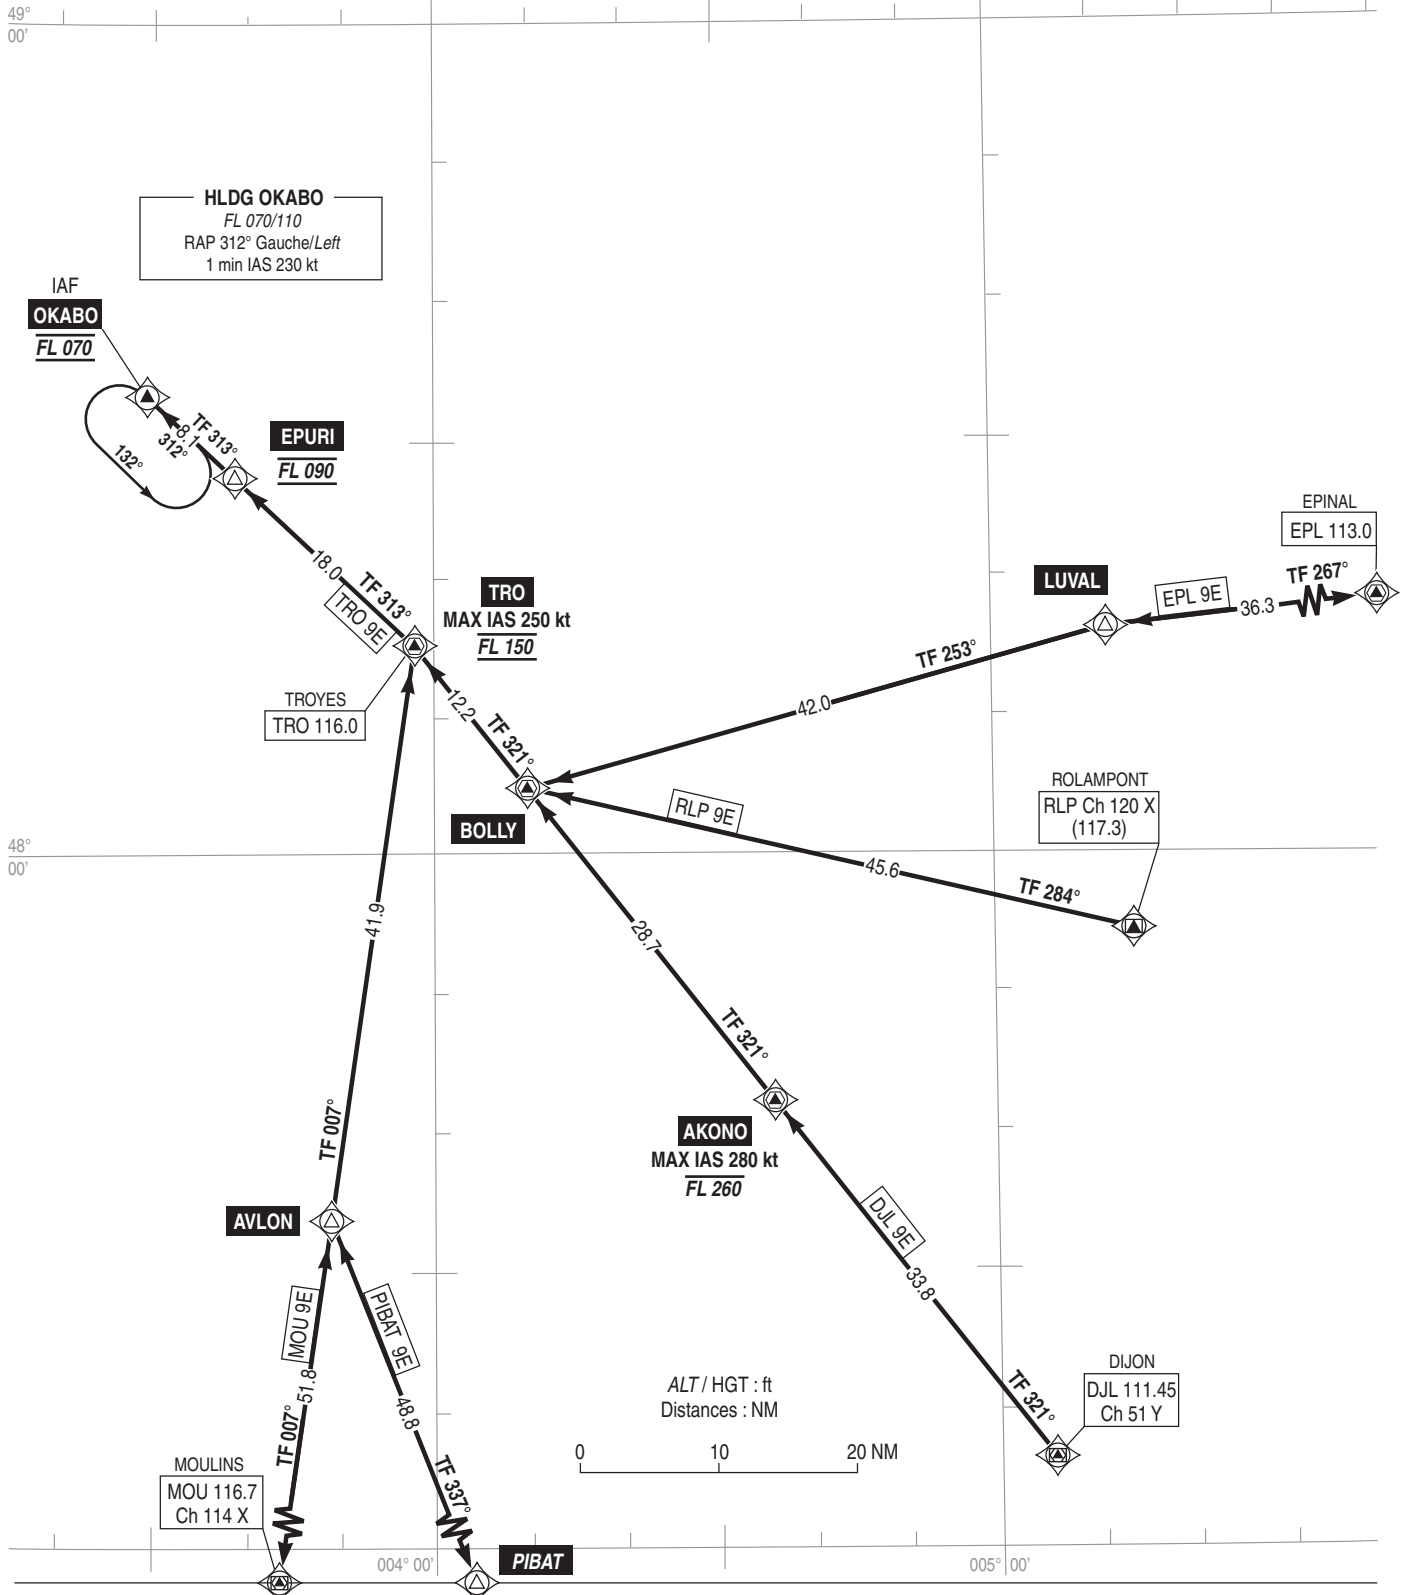 49°
00'
HLDG OKABO
FL 070/110
RAP 312° Gauche/Left
1 min IAS 230 kt
IAF
OKABO
FL 070
TF 313°
8.1
312°
132°
EPURI
FL 090
18.0
TF 313°
TRO 9E
TRO
MAX IAS 250 kt
FL 150
TROYES
TRO 116.0
12.2
TF 321°
EPINAL
EPL 113.0
LUVAL
EPL 9E
TF 267°
36.3
TF 253°
42.0
BOLLY
RLP 9E
45.6
TF 284°
ROLAMPONT
RLP Ch 120 X
(117.3)
48°
00'
41.9
28.7
TF 321°
TF 007°
AKONO
MAX IAS 280 kt
FL 260
AVLON
DJL 9E
33.8
TF 321°
MOU 9E
51.8
TF 007°
PIBAT 9E
48.8
TF 337°
ALT / HGT : ft
Distances : NM
0 10 20 NM
DIJON
DJL 111.45
Ch 51 Y
MOULINS
MOU 116.7
Ch 114 X
PIBAT
004° 00'
005° 00'